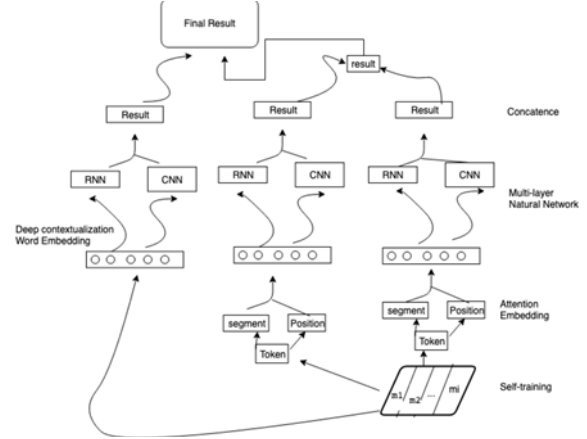 Final Result
result
Result
Result
Result
Concatence
RNN
CNN
RNN
CNN
RNN
CNN
Multi-layer
Natural Network
Deep contextualization
Word Embedding
segment
Position
segment
Position
Attention
Embedding
Token
Token
m1
m2
...
mi
Self-training